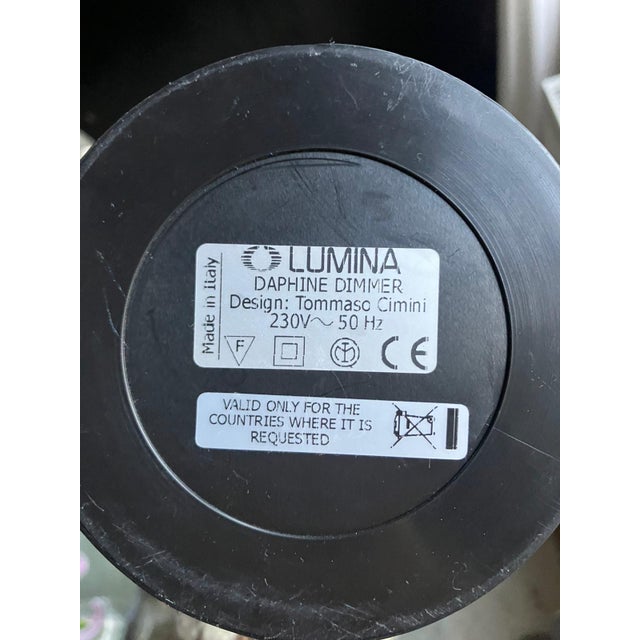 LUMINA
DAPHINE DIMMER
Design: Tommaso Cimini
230V~ 50 Hz
Made in Italy
F
CE
VALID ONLY FOR THE
COUNTRIES WHERE IT IS
REQUESTED